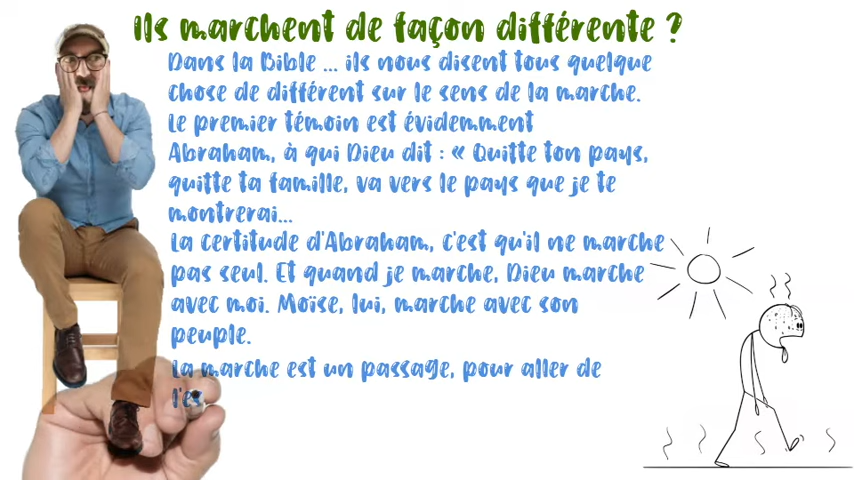 Ils marchent de façon différente ?
Dans la Bible ... ils nous disent tous quelque
chose de différent sur le sens de la marche.
Le premier témoin est évidemment
Abraham, à qui Dieu dit : « Quitte ton pays,
quitte ta famille, va vers le pays que je te
montrerai...
La certitude d'Abraham, c'est qu'il ne marche
pas seul. Et quand je marche, Dieu marche
avec moi. Moïse, lui, marche avec son
peuple.
La marche est un passage, pour aller de
l'es